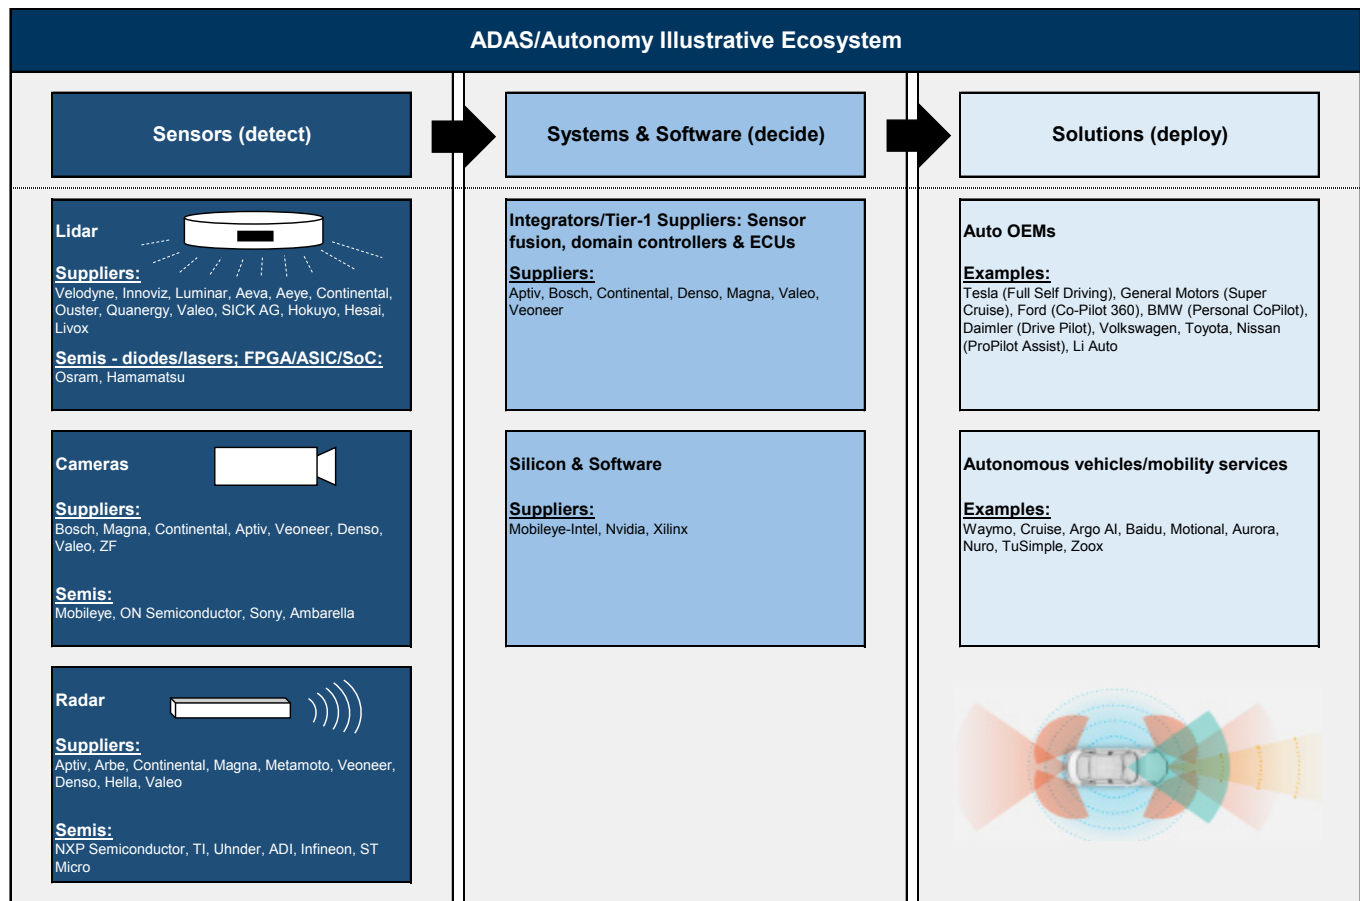 ADAS/Autonomy Illustrative Ecosystem
Sensors (detect)
Systems & Software (decide)
Solutions (deploy)
Lidar
Suppliers:
Velodyne, Innoviz, Luminar, Aeva, Aeye, Continental,
Ouster, Quanergy, Valeo, SICK AG, Hokuyo, Hesai,
Livox
Semis - diodes/lasers; FPGA/ASIC/SoC:
Osram, Hamamatsu
Cameras
Suppliers:
Bosch, Magna, Continental, Aptiv, Veoneer, Denso,
Valeo, ZF
Semis:
Mobileye, ON Semiconductor, Sony, Ambarella
Radar
Suppliers:
Aptiv, Arbe, Continental, Magna, Metamoto, Veoneer,
Denso, Hella, Valeo
Semis:
NXP Semiconductor, TI, Uhnder, ADI, Infineon, ST
Micro
Integrators/Tier-1 Suppliers: Sensor
fusion, domain controllers & ECUs
Suppliers:
Aptiv, Bosch, Continental, Denso, Magna, Valeo,
Veoneer
Silicon & Software
Suppliers:
Mobileye-Intel, Nvidia, Xilinx
Auto OEMs
Examples:
Tesla (Full Self Driving), General Motors (Super
Cruise), Ford (Co-Pilot 360), BMW (Personal CoPilot),
Daimler (Drive Pilot), Volkswagen, Toyota, Nissan
(ProPilot Assist), Li Auto
Autonomous vehicles/mobility services
Examples:
Waymo, Cruise, Argo AI, Baidu, Motional, Aurora,
Nuro, TuSimple, Zoox